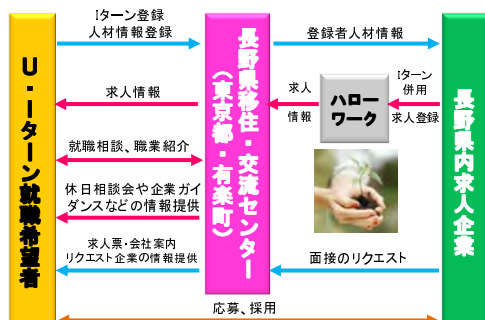 U・Iターン就職希望者
Iターン登録
人材情報登録
求人情報
就職相談、職業紹介
休日相談会や企業ガイ
ダンスなどの情報提供
求人票・会社案内
リクエスト企業の情報提供
長野県移住・交流センター
（東京都・有楽町）
登録者人材情報
求人
情報
ハロー
ワーク
Iターン
併用
求人登録
面接のリクエスト
長野県内求人企業
応募、採用